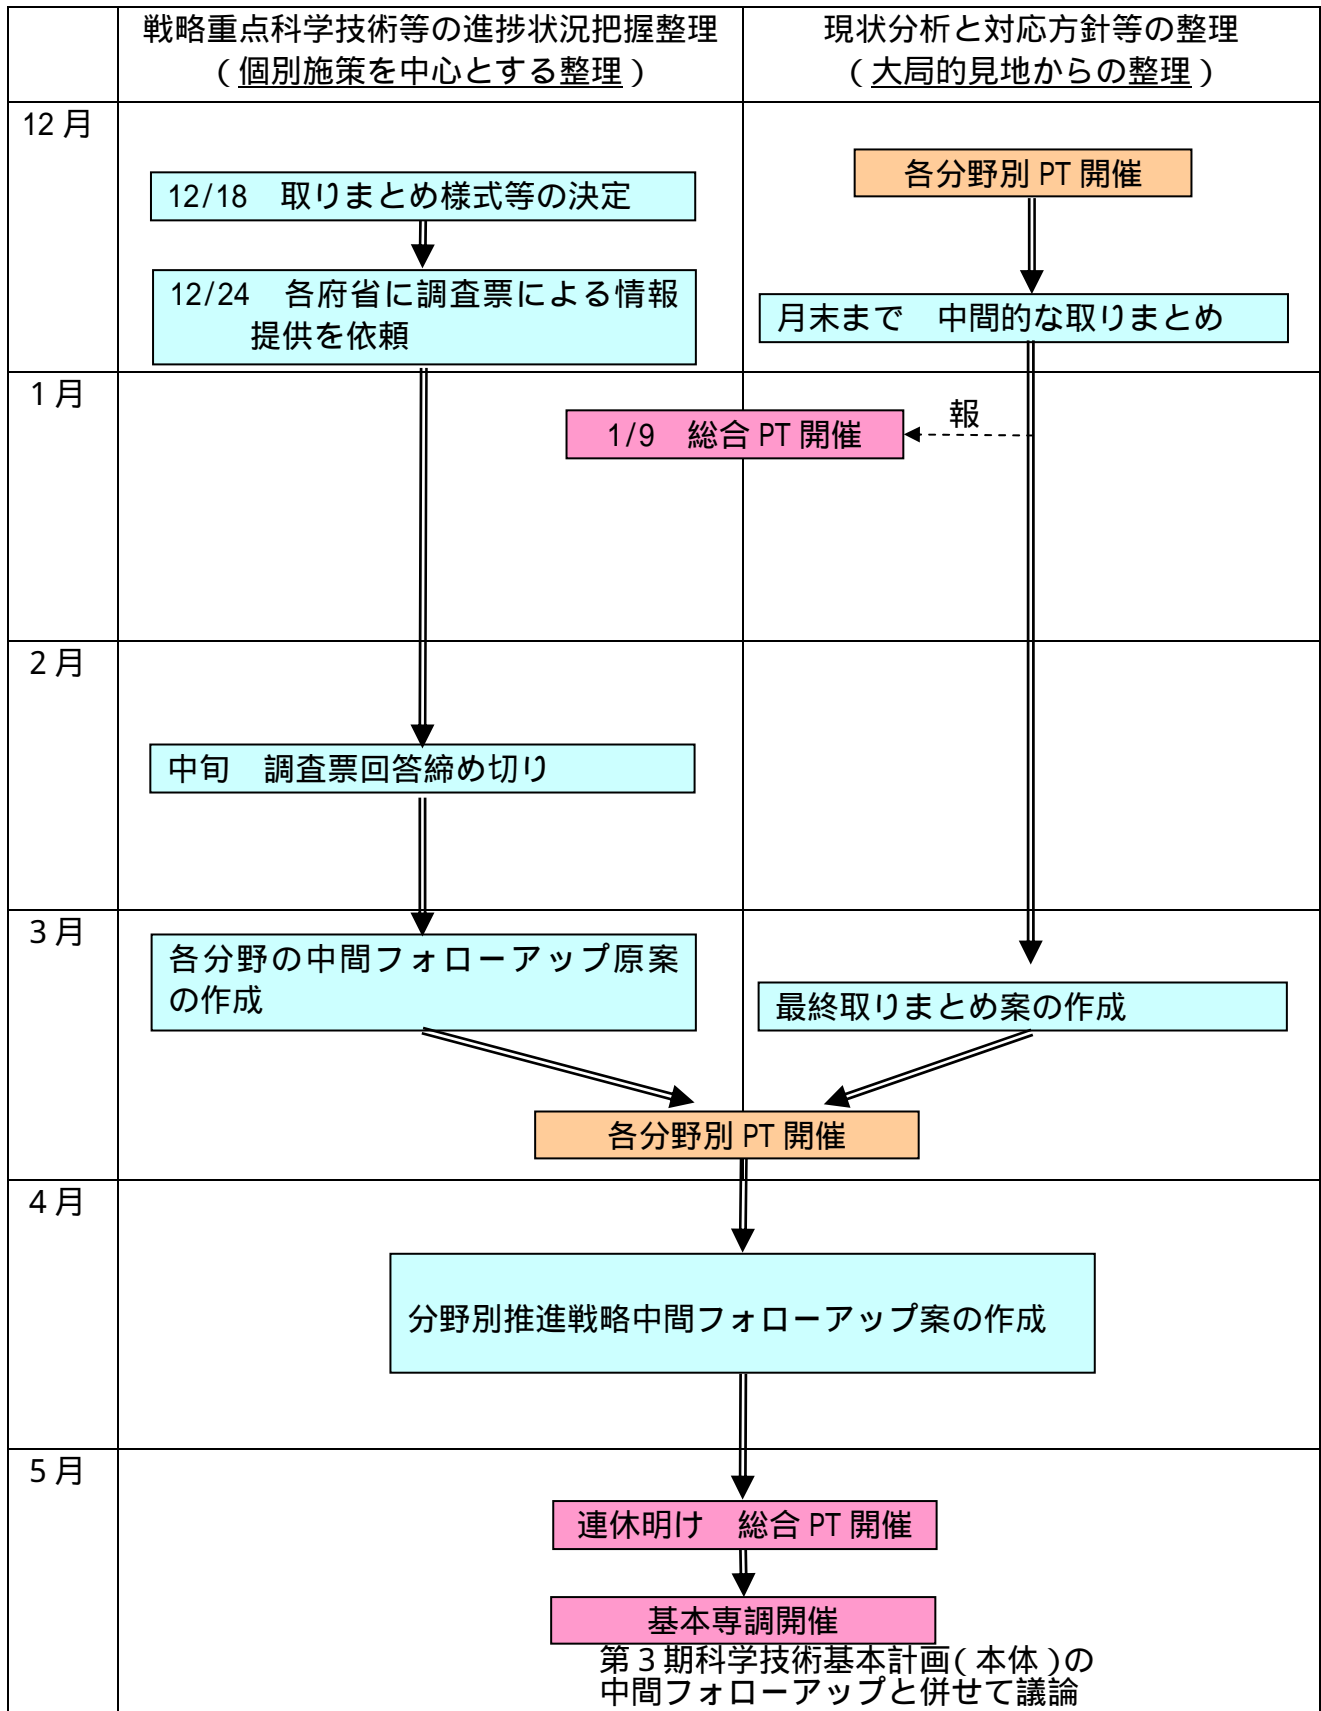 戦略重点科学技術等の進捗状況把握整理
(個別施策を中心とする整理)
現状分析と対応方針等の整理
(大局的見地からの整理)
12月
12/18　取りまとめ様式等の決定
12/24　各府省に調査票による情報
提供を依頼
各分野別 PT 開催
月末まで　中間的な取りまとめ
1月
1/9　総合 PT 開催
報
2月
中旬　調査票回答締め切り
3月
各分野の中間フォローアップ原案
の作成
最終取りまとめ案の作成
各分野別 PT 開催
4月
分野別推進戦略中間フォローアップ案の作成
5月
連休明け　総合 PT 開催
基本専調開催
第3期科学技術基本計画(本体)の
中間フォローアップと併せて議論